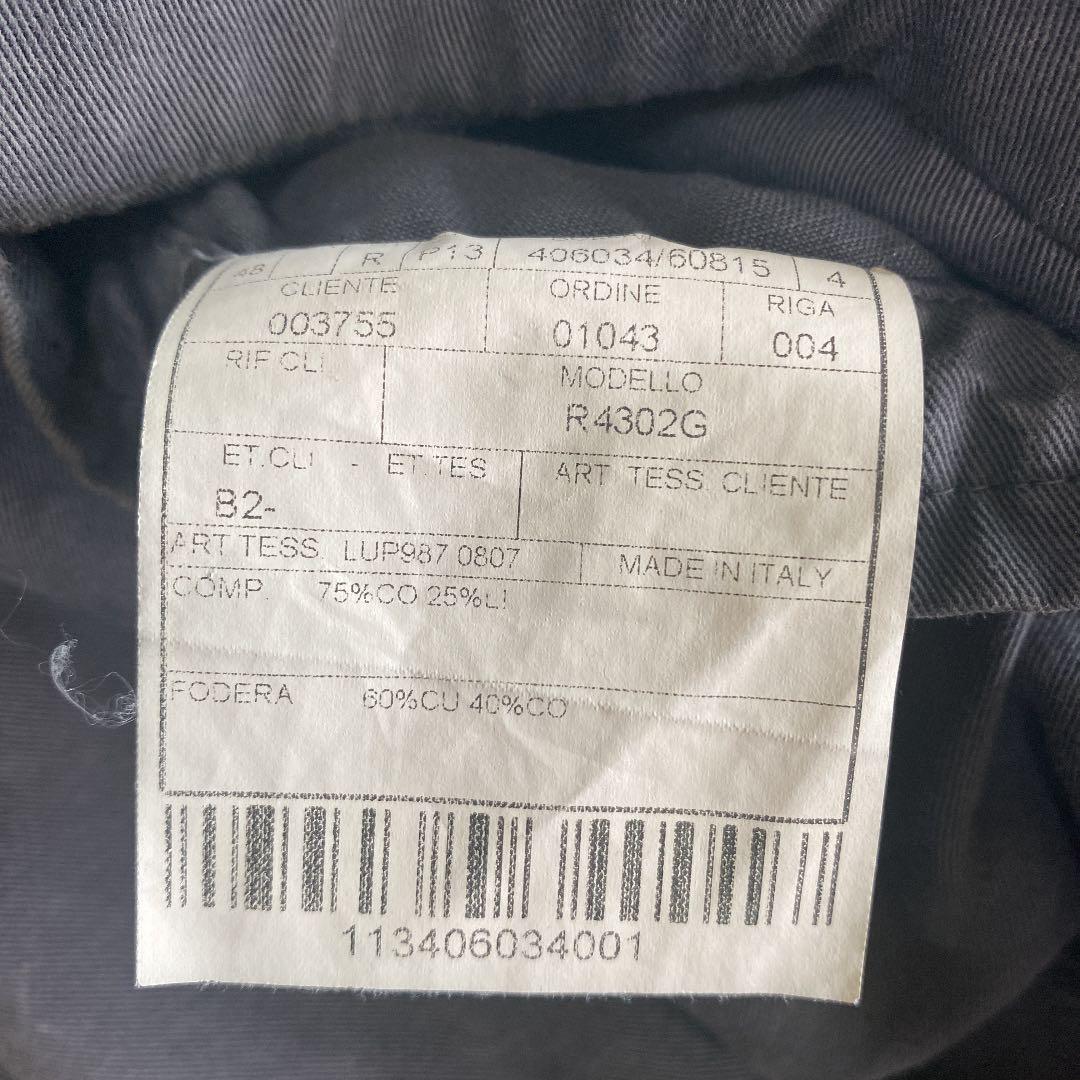 48 R P13 406034/60815 4
CLIENTE ORDINE RIGA
003755 01043 004
RIF CLI MODELLO
R4302G
ET.CLI - ET.TES ART TESS. CLIENTE
B2-
ART TESS. LUP987 0807 MADE IN ITALY
COMP. 75%CO 25%LI
FODERA 60%CU 40%CO
113406034001